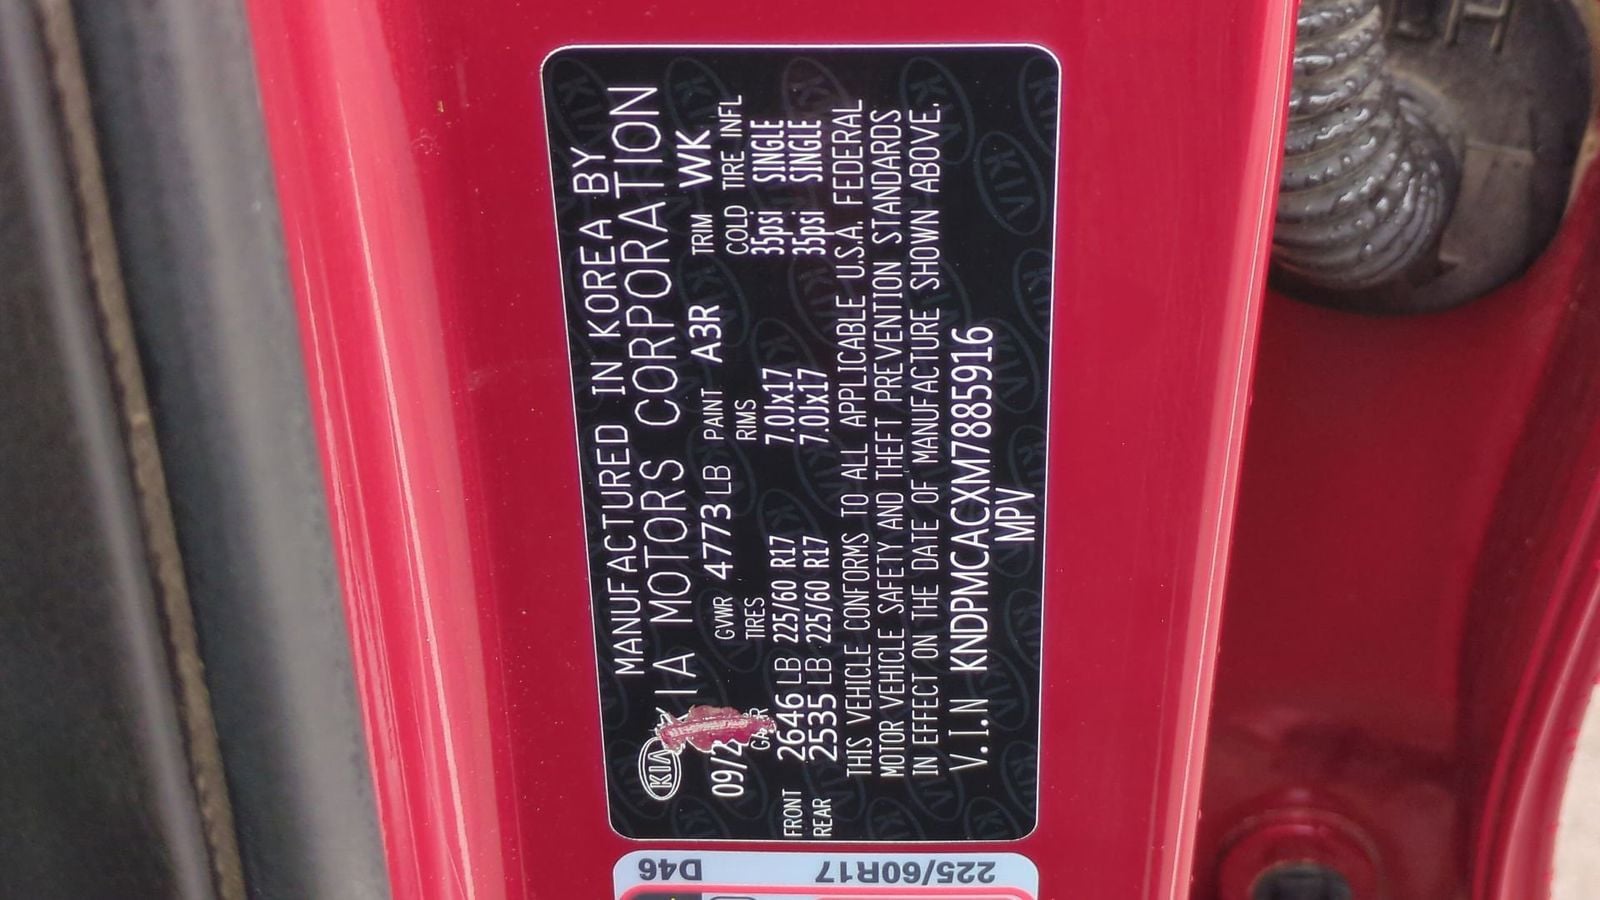 MANUFACTURED IN KOREA BY
KIA IA MOTORS CORPORATION
09/2 GVWR 4773 LB PAINT A3R TRIM WK
TIRES RIMS COLD TIRE INFL
FRONT 2646 LB 225/60 R17 7.0Jx17 35psi SINGLE
REAR 2535 LB 225/60 R17 7.0Jx17 35psi SINGLE
THIS VEHICLE CONFORMS TO ALL APPLICABLE U.S.A. FEDERAL
MOTOR VEHICLE SAFETY AND THEFT PREVENTION STANDARDS
IN EFFECT ON THE DATE OF MANUFACTURE SHOWN ABOVE.
V.I.N KNDPMCACXM7885916
MPV
D46
225/60R17